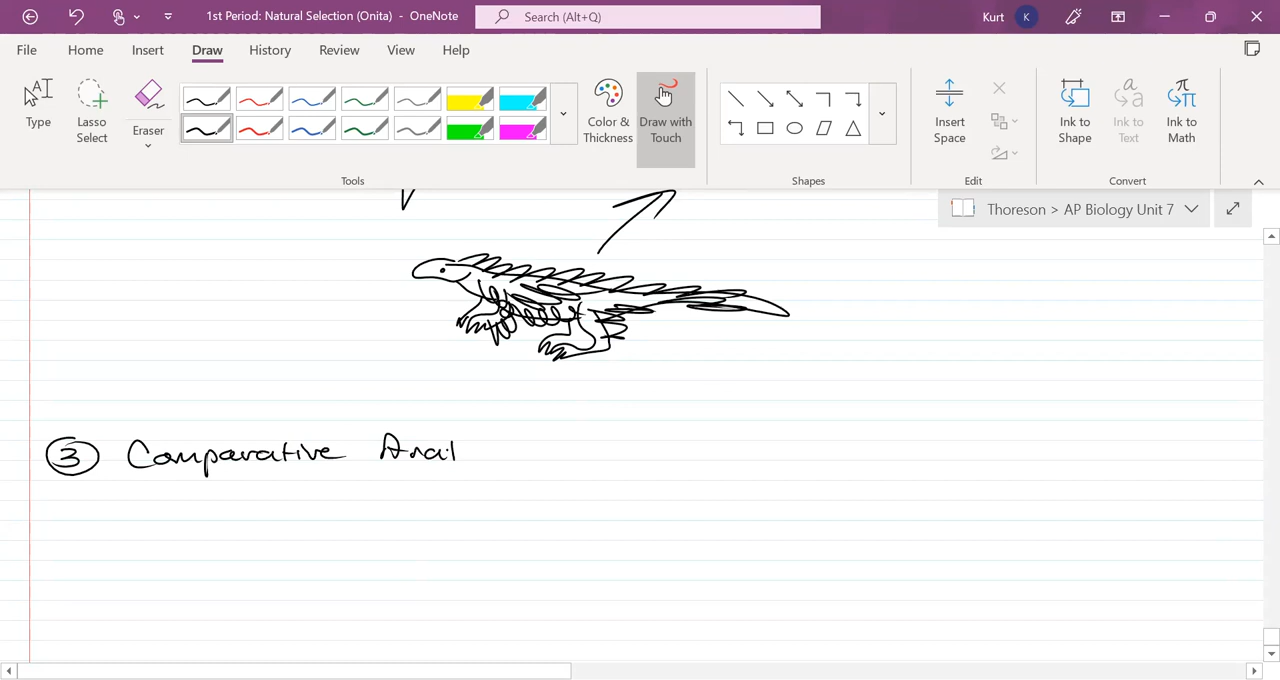 1st Period: Natural Selection (Onita) - OneNote
Search (Alt+Q)
Kurt K
File Home Insert Draw History Review View Help
Type
Lasso Select
Eraser
Color & Thickness
Draw with Touch
Insert Space
Ink to Shape
Ink to Text
Ink to Math
Tools Shapes Edit Convert
Thoreson > AP Biology Unit 7
3 Comparative